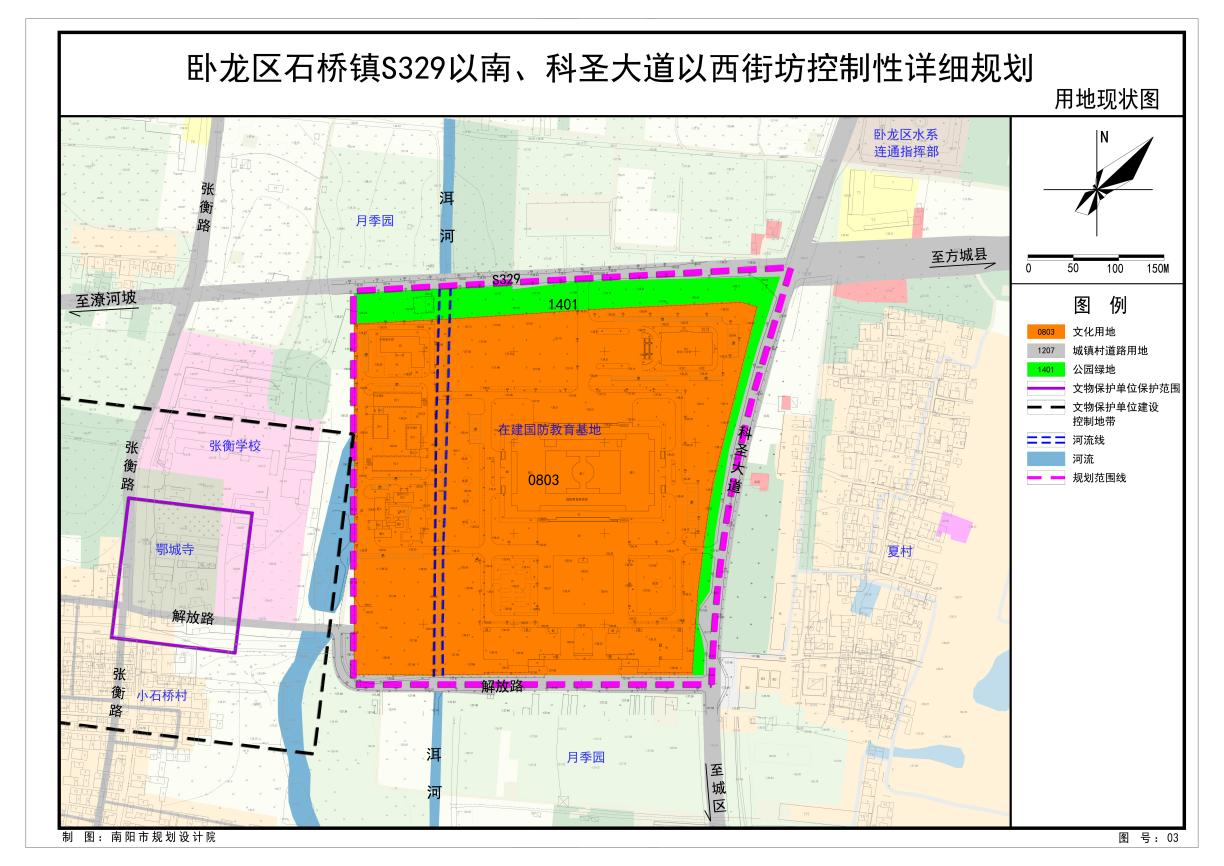 卧龙区石桥镇S329以南、科圣大道以西街坊控制性详细规划
用地现状图
卧龙区水系
连通指挥部
张衡路
月季园
洱河
S329
至方城县
至潦河坡
1401
张衡学校
张衡路
在建国防教育基地
0803
科圣大道
鄂城寺
夏村
解放路
张衡路
小石桥村
解放路
洱河
月季园
至城区
N
0 50 100 150M
图 例
0803 文化用地
1207 城镇村道路用地
1401 公园绿地
文物保护单位保护范围
文物保护单位建设
控制地带
河流线
河流
规划范围线
制 图：南阳市规划设计院
图 号：03